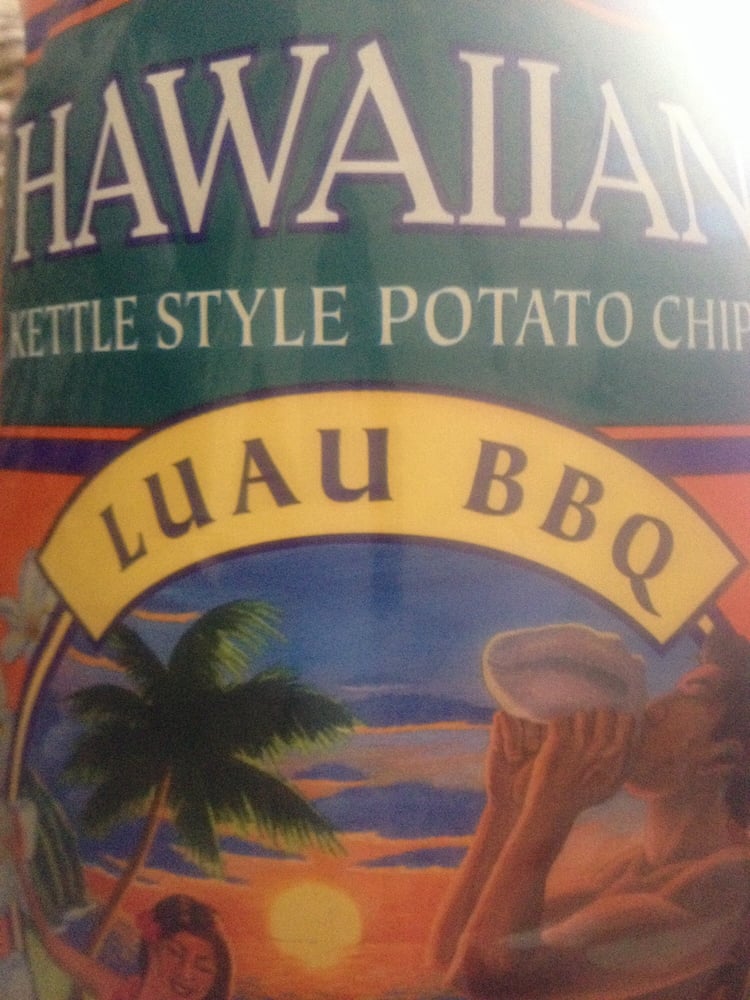 HAWAIIAN
KETTLE STYLE POTATO CHIP
LUAU BBQ